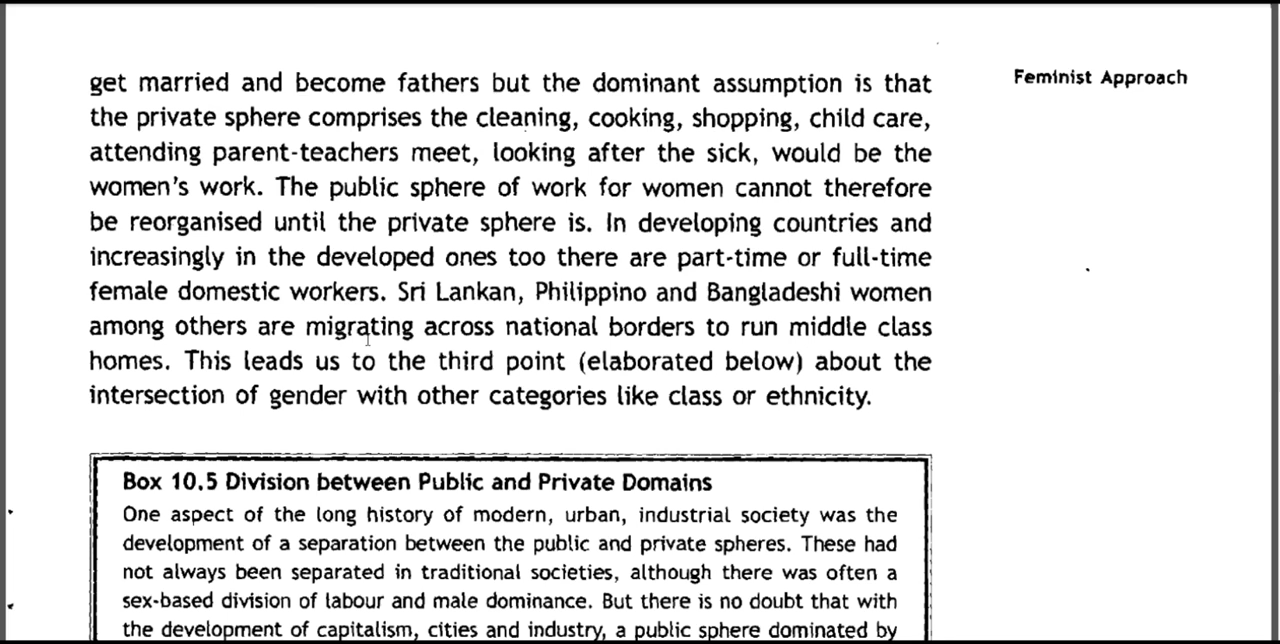 Feminist Approach
get married and become fathers but the dominant assumption is that
the private sphere comprises the cleaning, cooking, shopping, child care,
attending parent-teachers meet, looking after the sick, would be the
women's work. The public sphere of work for women cannot therefore
be reorganised until the private sphere is. In developing countries and
increasingly in the developed ones too there are part-time or full-time
female domestic workers. Sri Lankan, Philippino and Bangladeshi women
among others are migrating across national borders to run middle class
homes. This leads us to the third point (elaborated below) about the
intersection of gender with other categories like class or ethnicity.
Box 10.5 Division between Public and Private Domains
One aspect of the long history of modern, urban, industrial society was the
development of a separation between the public and private spheres. These had
not always been separated in traditional societies, although there was often a
sex-based division of labour and male dominance. But there is no doubt that with
the development of capitalism, cities and industry, a public sphere dominated by